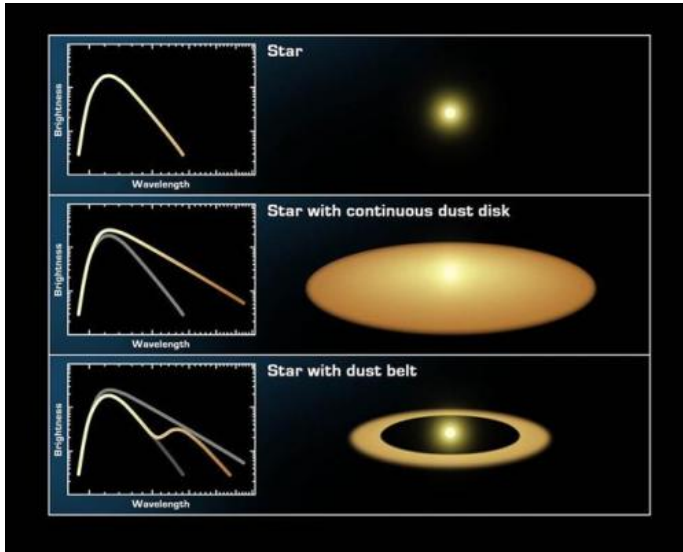 Star
Brightness
Wavelength
Star with continuous dust disk
Brightness
Wavelength
Star with dust belt
Brightness
Wavelength